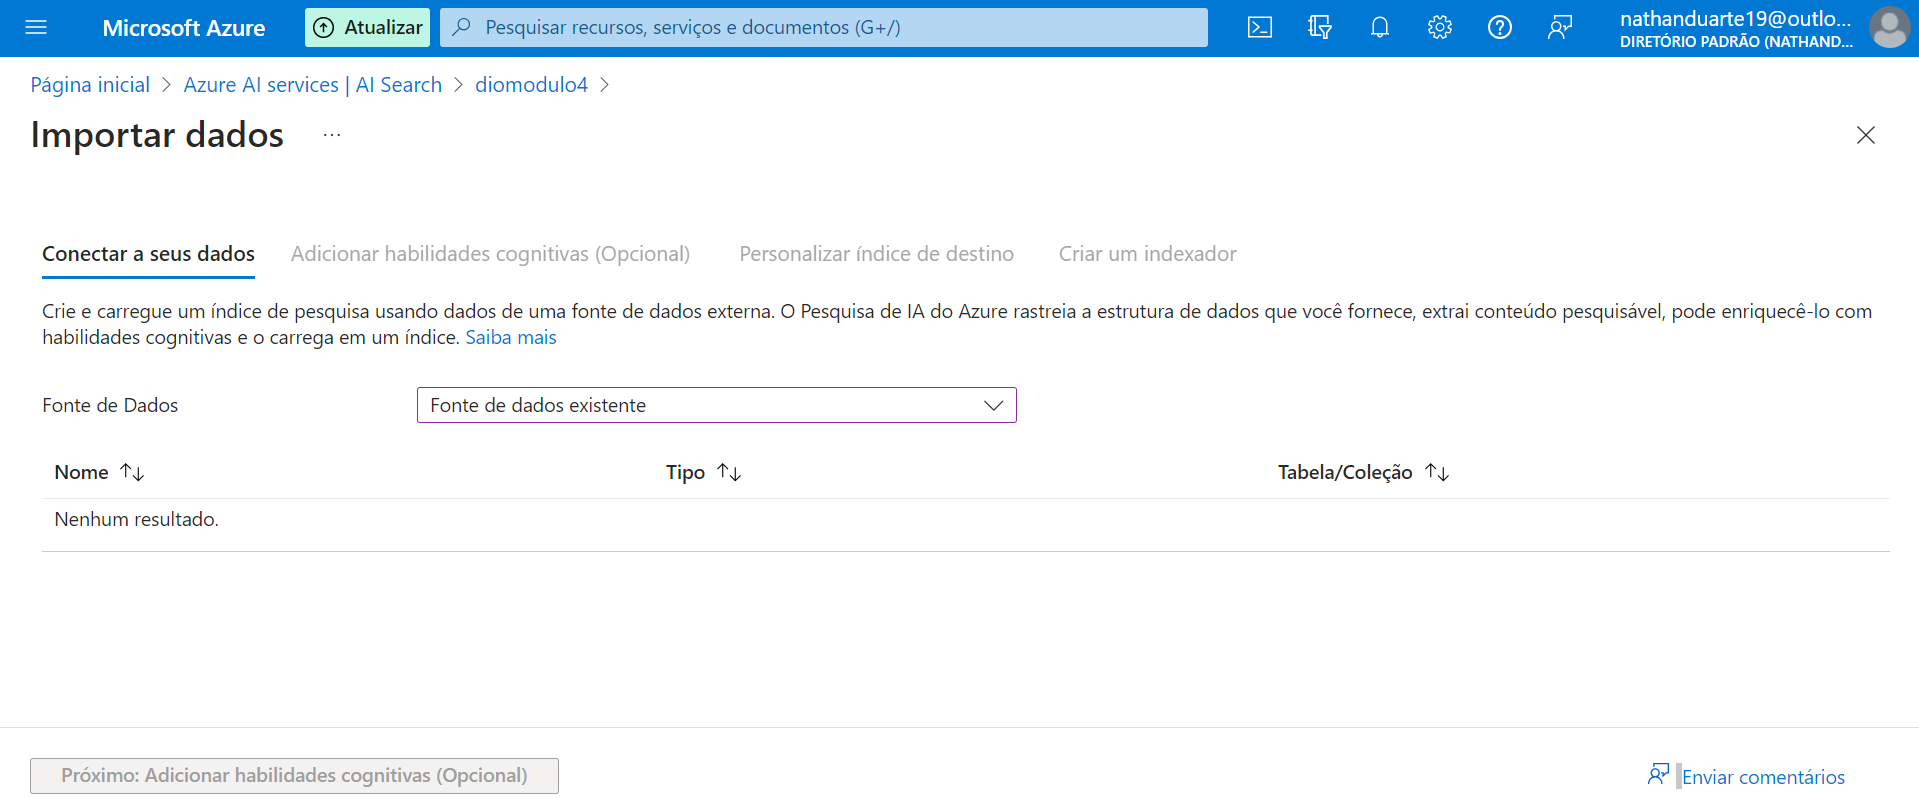 Microsoft Azure
Atualizar
Pesquisar recursos, serviços e documentos (G+/)
nathanduarte19@outlo...
DIRETÓRIO PADRÃO (NATHAND...
Página inicial > Azure AI services | AI Search > diomodulo4 >
Importar dados ...
Conectar a seus dados Adicionar habilidades cognitivas (Opcional) Personalizar índice de destino Criar um indexador
Crie e carregue um índice de pesquisa usando dados de uma fonte de dados externa. O Pesquisa de IA do Azure rastreia a estrutura de dados que você fornece, extrai conteúdo pesquisável, pode enriquecê-lo com
habilidades cognitivas e o carrega em um índice. Saiba mais
Fonte de Dados Fonte de dados existente
Nome Tipo Tabela/Coleção
Nenhum resultado.
Próximo: Adicionar habilidades cognitivas (Opcional)
Enviar comentários